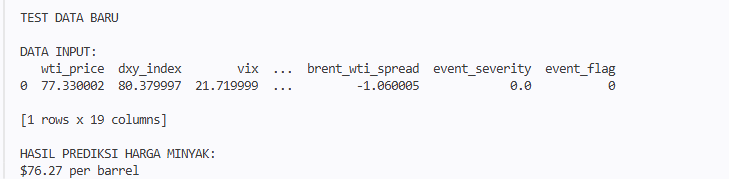 TEST DATA BARU
DATA INPUT:
wti_price dxy_index vix ... brent_wti_spread event_severity event_flag
0 77.330002 80.379997 21.719999 ... -1.060005 0.0 0
[1 rows x 19 columns]
HASIL PREDIKSI HARGA MINYAK:
$76.27 per barrel